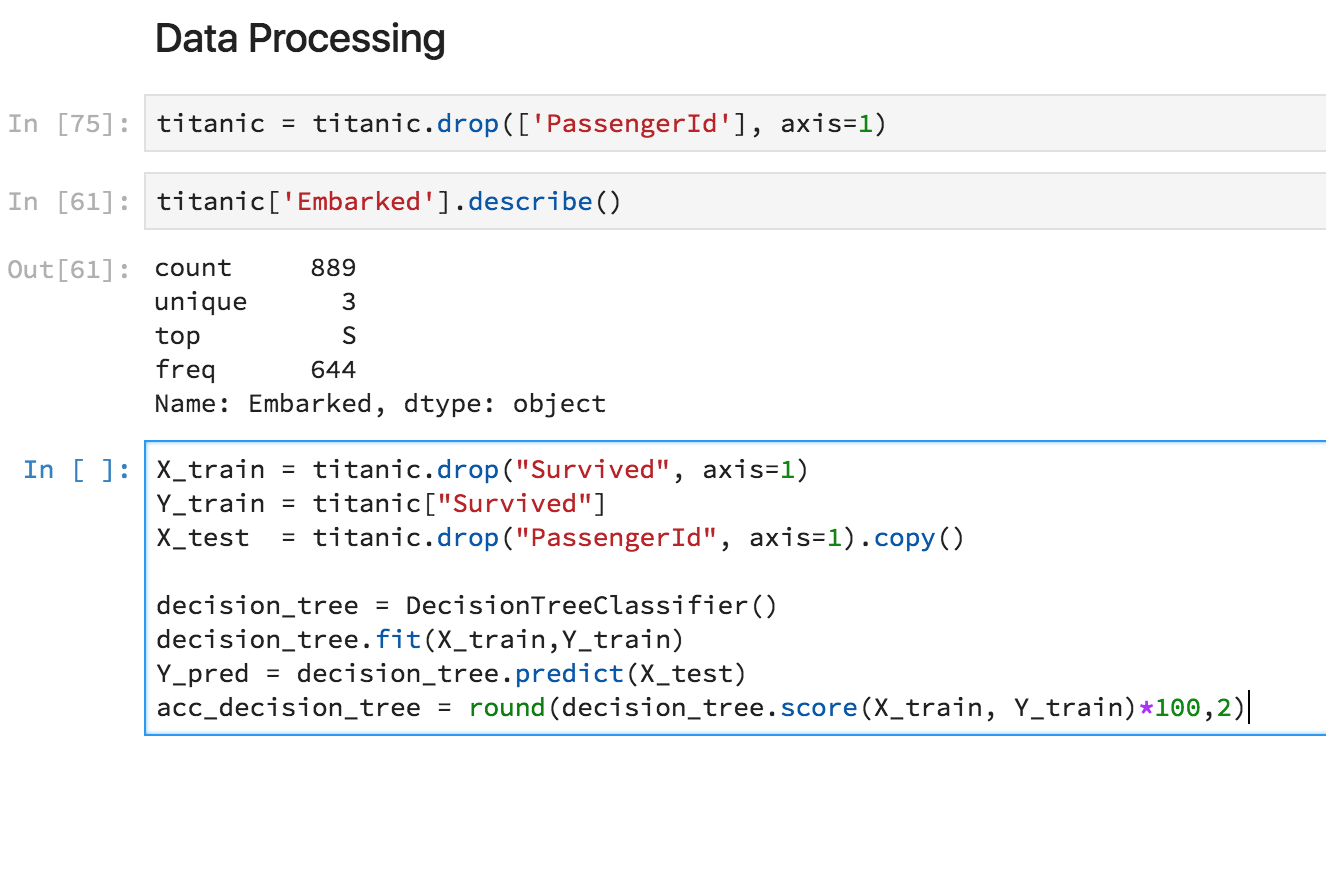 Data Processing
In [75]: titanic = titanic.drop(['PassengerId'], axis=1)
In [61]: titanic['Embarked'].describe()
Out[61]: count     889
unique      3
top         S
freq      644
Name: Embarked, dtype: object
In [ ]: X_train = titanic.drop("Survived", axis=1)
Y_train = titanic["Survived"]
X_test  = titanic.drop("PassengerId", axis=1).copy()
decision_tree = DecisionTreeClassifier()
decision_tree.fit(X_train,Y_train)
Y_pred = decision_tree.predict(X_test)
acc_decision_tree = round(decision_tree.score(X_train, Y_train)*100,2)